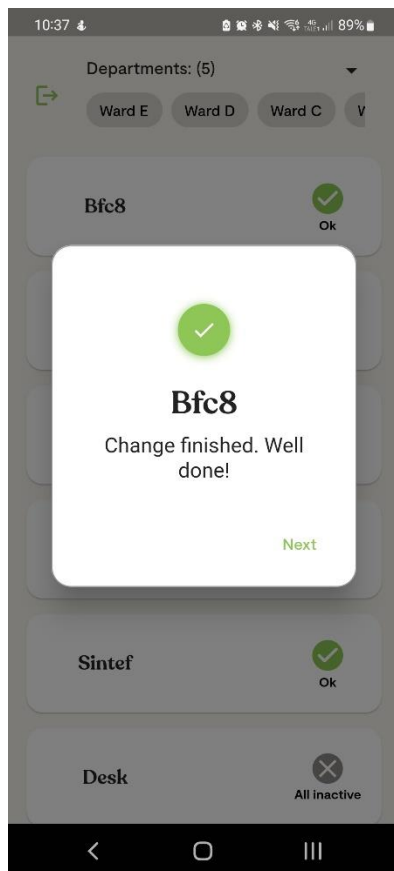 10:37 89%
Departments: (5)
Ward E Ward D Ward C
Bfc8
Ok
Bfc8
Change finished. Well
done!
Next
Sintef
Ok
Desk
All inactive